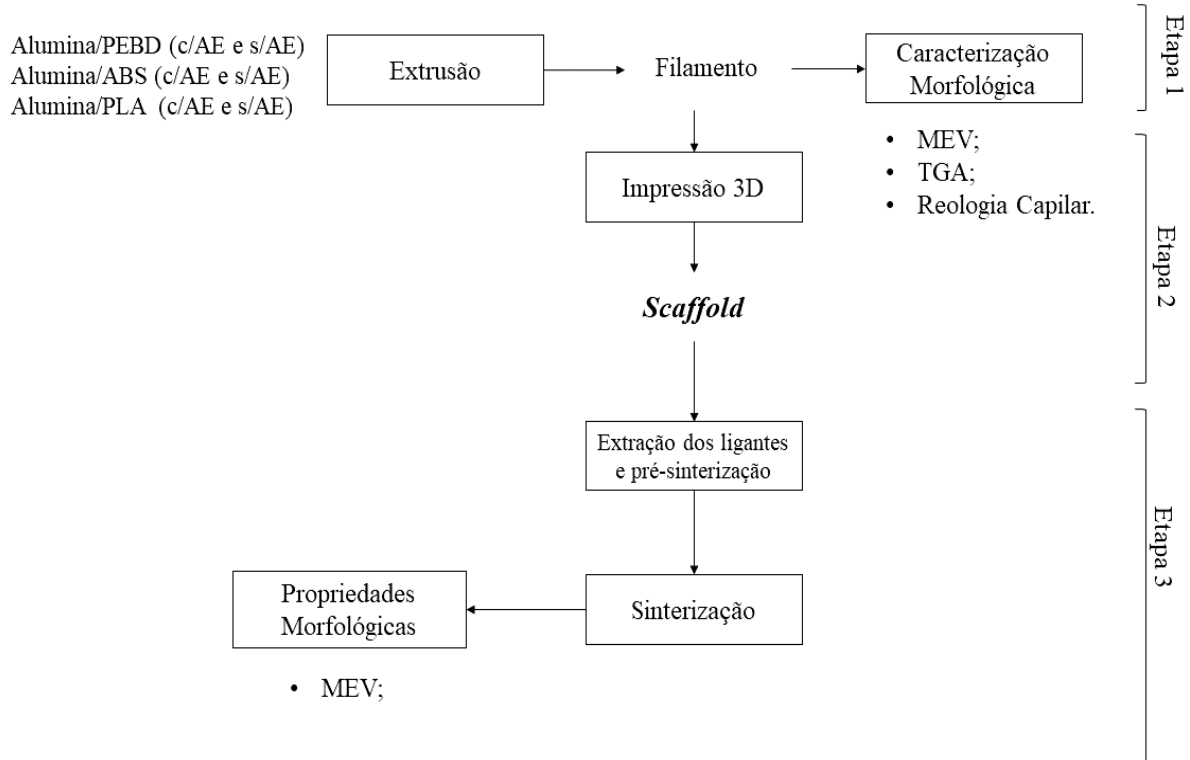 Alumina/PEBD (c/AE e s/AE)
Alumina/ABS (c/AE e s/AE)
Alumina/PLA (c/AE e s/AE)
Extrusão
Filamento
Caracterização
Morfológica
Etapa 1
• MEV;
• TGA;
• Reologia Capilar.
Impressão 3D
Scaffold
Etapa 2
Extração dos ligantes
e pré-sinterização
Sinterização
Propriedades
Morfológicas
• MEV;
Etapa 3